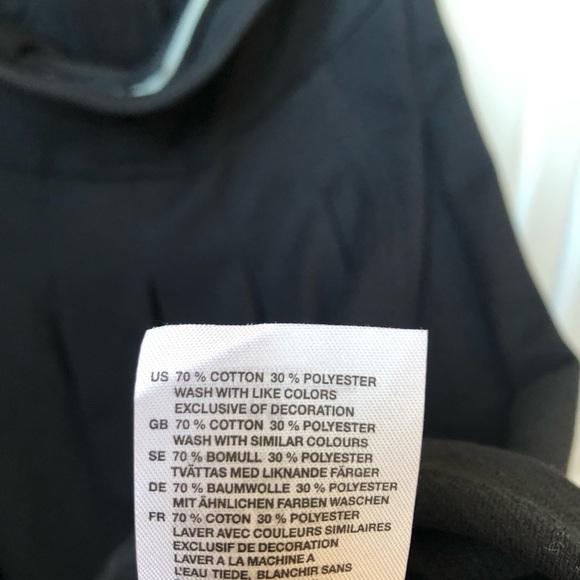 US 70 % COTTON 30 % POLYESTER
WASH WITH LIKE COLORS
EXCLUSIVE OF DECORATION
GB 70 % COTTON 30 % POLYESTER
WASH WITH SIMILAR COLOURS
SE 70 % BOMULL 30 % POLYESTER
TVÄTTAS MED LIKNANDE FÄRGER
DE 70 % BAUMWOLLE 30 % POLYESTER
MIT ÄHNLICHEN FARBEN WASCHEN
FR 70 % COTON 30 % POLYESTER
LAVER AVEC COULEURS SIMILAIRES
EXCLUSIF DE DECORATION
LAVER A LA MACHINE A
L'EAU TIEDE, BLANCHIR SANS